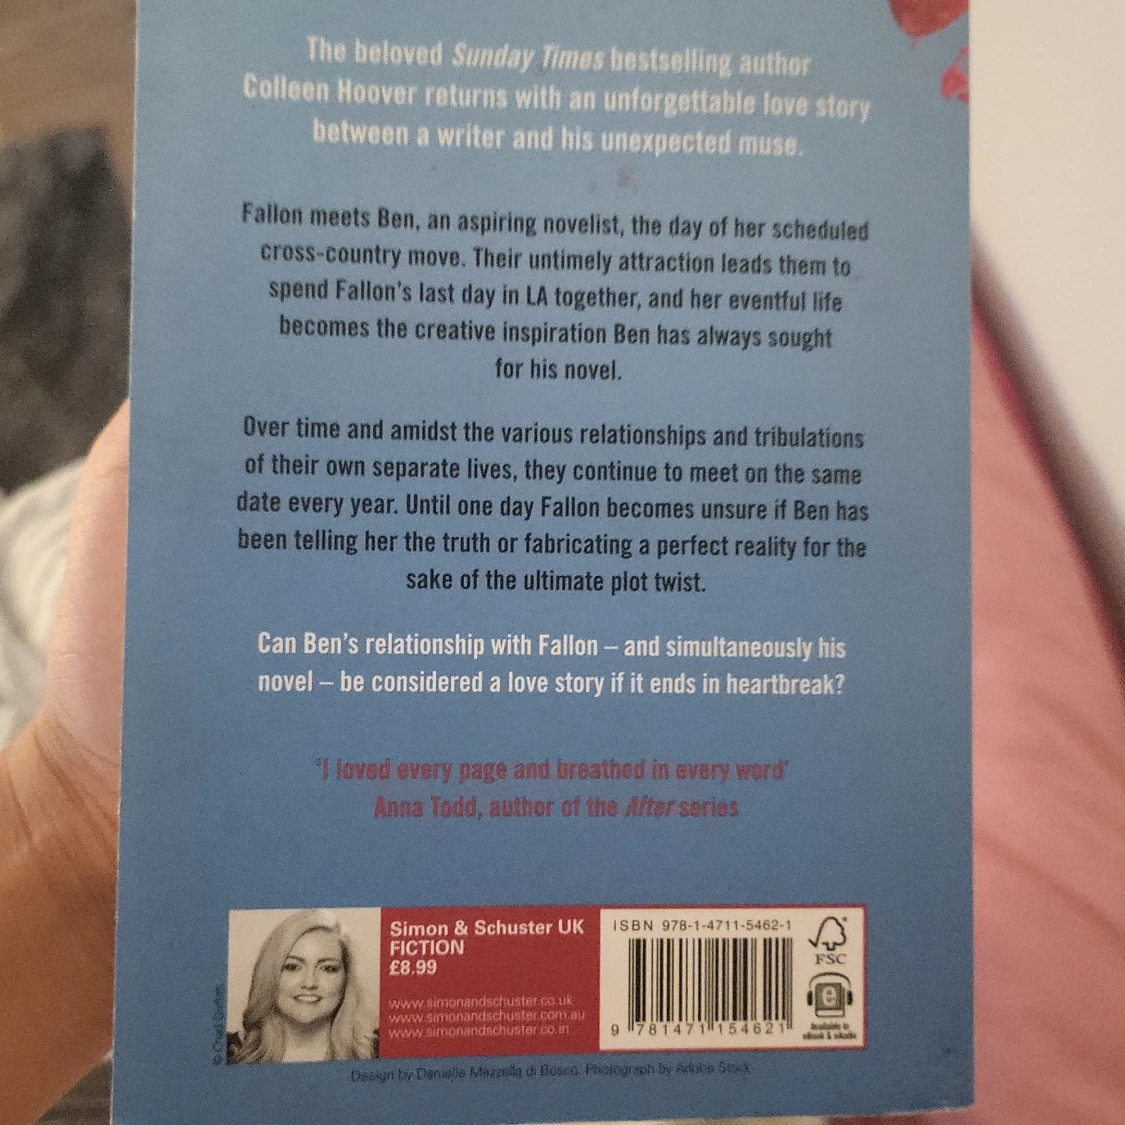 The beloved Sunday Times bestselling author
Colleen Hoover returns with an unforgettable love story
between a writer and his unexpected muse.
Fallon meets Ben, an aspiring novelist, the day of her scheduled
cross-country move. Their untimely attraction leads them to
spend Fallon's last day in LA together, and her eventful life
becomes the creative inspiration Ben has always sought
for his novel.
Over time and amidst the various relationships and tribulations
of their own separate lives, they continue to meet on the same
date every year. Until one day Fallon becomes unsure if Ben has
been telling her the truth or fabricating a perfect reality for the
sake of the ultimate plot twist.
Can Ben's relationship with Fallon – and simultaneously his
novel – be considered a love story if it ends in heartbreak?
'I loved every page and breathed in every word'
Anna Todd, author of the After series
Simon & Schuster UK
FICTION
£8.99
www.simonandschuster.co.uk
www.simonandschuster.com.au
www.simonandschuster.co.in
ISBN 978-1-4711-5462-1
9 781471 154621
FSC
e
Available in
eBook & eAudio
© Chad Griffith
Design by Danielle Mazzella di Bosco. Photograph by Adobe Stock